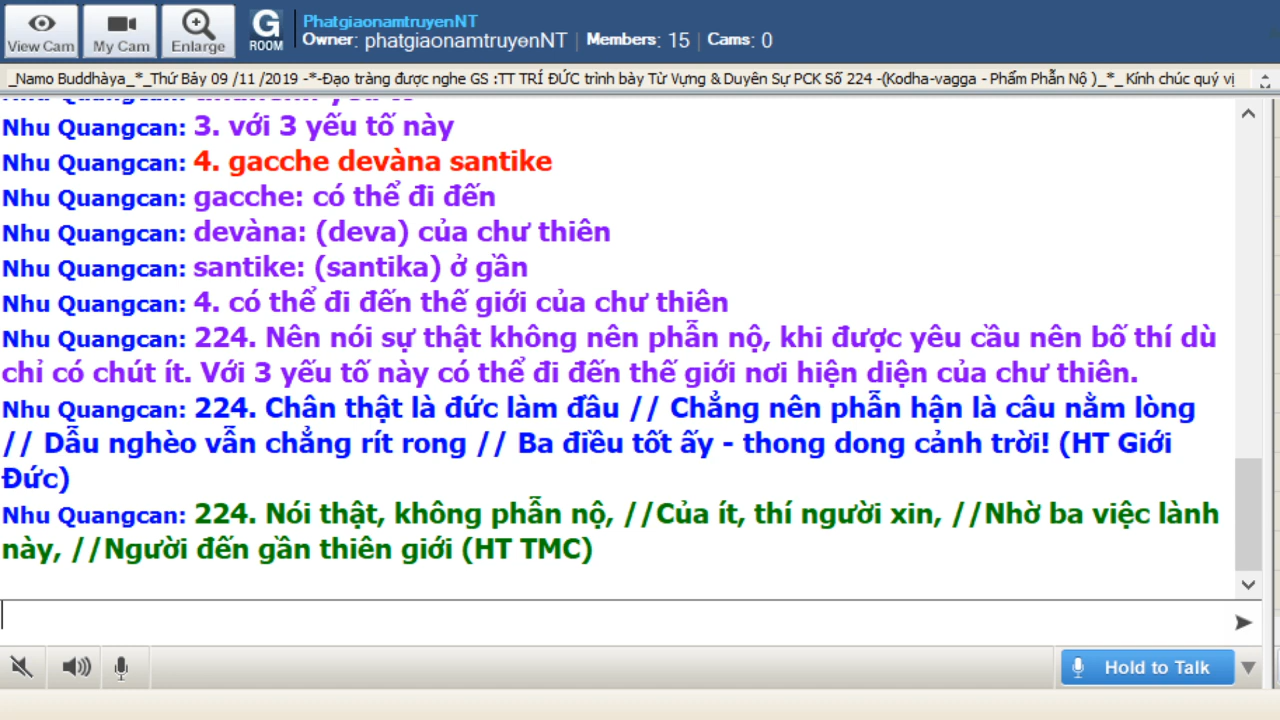 View Cam
My Cam
Enlarge
G
ROOM
PhatgiaonamtruyenNT
Owner: phatgiaonamtruyenNT | Members: 15 | Cams: 0
_Namo Buddhàya_*_Thứ Bảy 09 /11 /2019 -*-Đạo tràng được nghe GS :TT TRÍ ĐỨC trình bày Từ Vựng & Duyên Sự PCK Số 224 -(Kodha-vagga - Phẩm Phẫn Nộ )_*_ Kính chúc quý vị
Nhu Quangcan: 3. với 3 yếu tố này
Nhu Quangcan: 4. gacche devàna santike
Nhu Quangcan: gacche: có thể đi đến
Nhu Quangcan: devàna: (deva) của chư thiên
Nhu Quangcan: santike: (santika) ở gần
Nhu Quangcan: 4. có thể đi đến thế giới của chư thiên
Nhu Quangcan: 224. Nên nói sự thật không nên phẫn nộ, khi được yêu cầu nên bố thí dù
chỉ có chút ít. Với 3 yếu tố này có thể đi đến thế giới nơi hiện diện của chư thiên.
Nhu Quangcan: 224. Chân thật là đức làm đầu // Chẳng nên phẫn hận là câu nằm lòng
// Dẫu nghèo vẫn chẳng rít rong // Ba điều tốt ấy - thong dong cảnh trời! (HT Giới
Đức)
Nhu Quangcan: 224. Nói thật, không phẫn nộ, //Của ít, thí người xin, //Nhờ ba việc lành
này, //Người đến gần thiên giới (HT TMC)
Hold to Talk